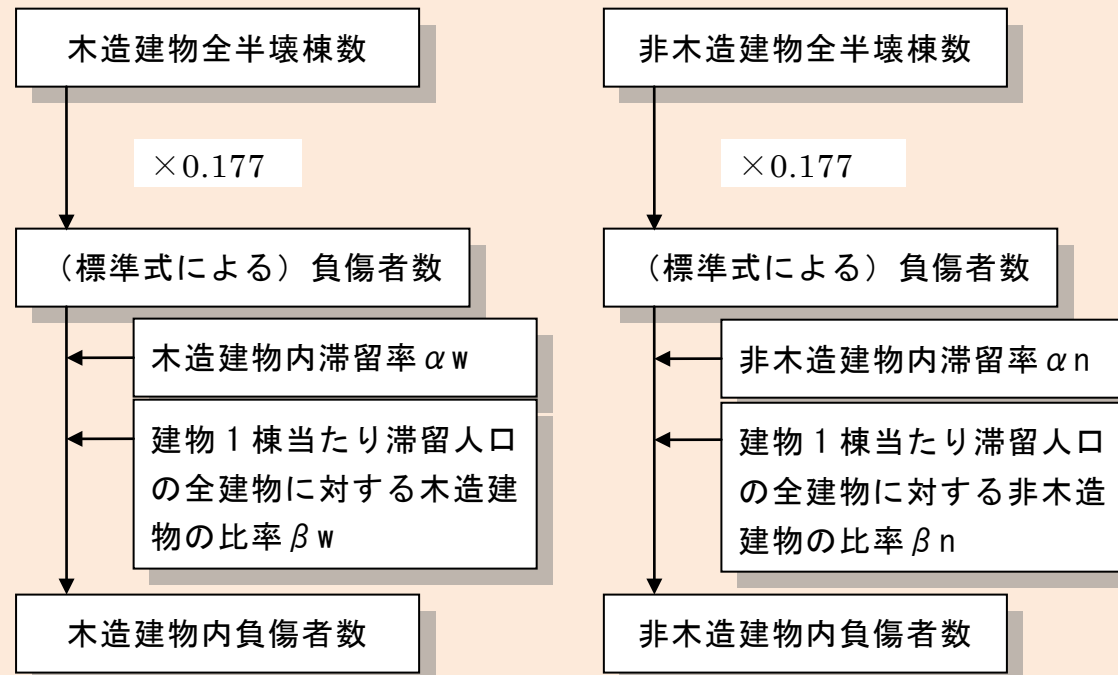 木造建物全半壊棟数
×0.177
(標準式による)負傷者数
木造建物内滞留率αw
建物1棟当たり滞留人口
の全建物に対する木造建
物の比率βw
木造建物内負傷者数
非木造建物全半壊棟数
×0.177
(標準式による)負傷者数
非木造建物内滞留率αn
建物1棟当たり滞留人口
の全建物に対する非木造
建物の比率βn
非木造建物内負傷者数